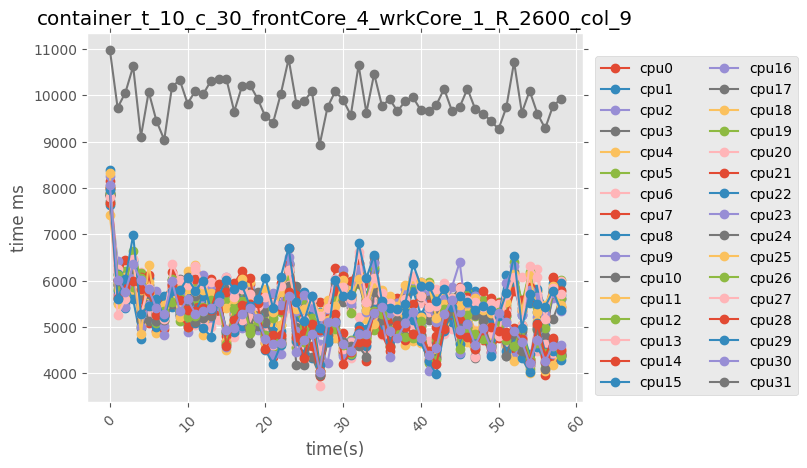 container_t_10_c_30_frontCore_4_wrkCore_1_R_2600_col_9
11000
10000
9000
8000
7000
6000
5000
4000
time ms
0
10
20
30
40
50
60
time(s)
cpu0
cpu1
cpu2
cpu3
cpu4
cpu5
cpu6
cpu7
cpu8
cpu9
cpu10
cpu11
cpu12
cpu13
cpu14
cpu15
cpu16
cpu17
cpu18
cpu19
cpu20
cpu21
cpu22
cpu23
cpu24
cpu25
cpu26
cpu27
cpu28
cpu29
cpu30
cpu31